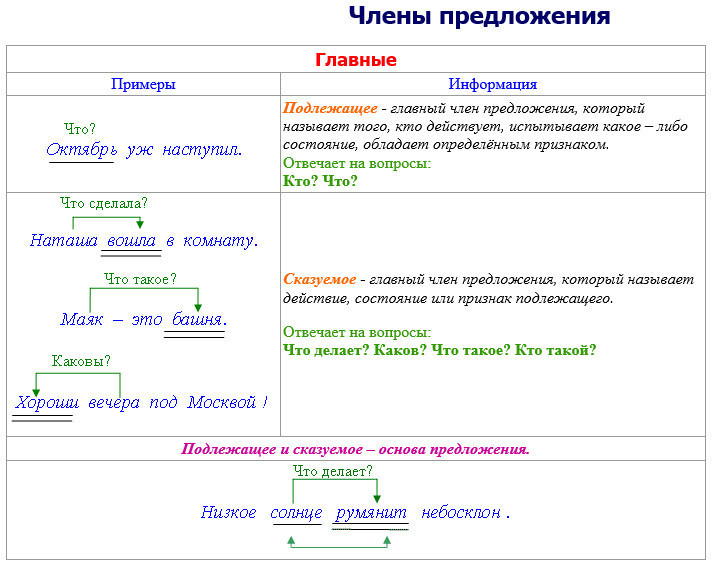 Члены предложения
Главные
Примеры
Информация
Что?
Октябрь уж наступил.
Подлежащее - главный член предложения, который
называет того, кто действует, испытывает какое – либо
состояние, обладает определённым признаком.
Отвечает на вопросы:
Кто? Что?
Что сделала?
Наташа вошла в комнату.
Что такое?
Маяк – это башня.
Каковы?
Хороши вечера под Москвой !
Сказуемое - главный член предложения, который называет
действие, состояние или признак подлежащего.
Отвечает на вопросы:
Что делает? Каков? Что такое? Кто такой?
Подлежащее и сказуемое – основа предложения.
Что делает?
Низкое солнце румянит небосклон .